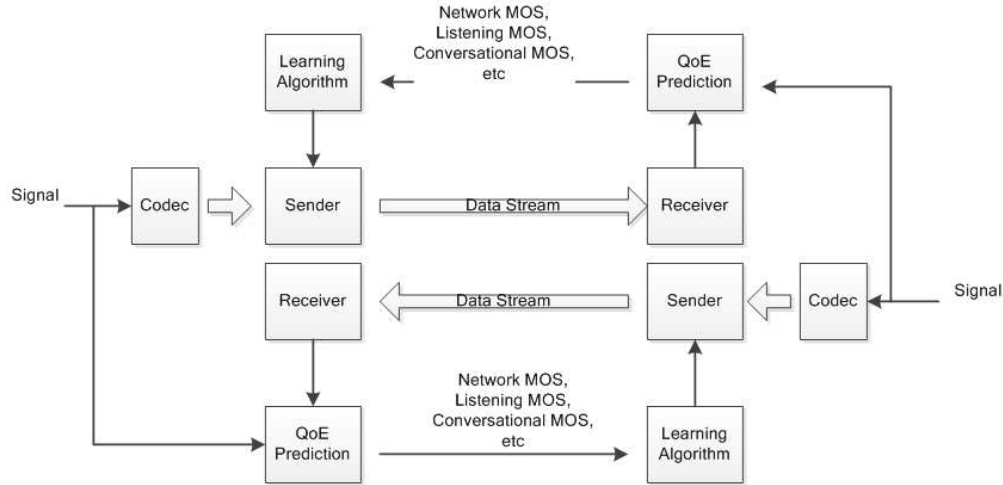 Network MOS,
Listening MOS,
Conversational MOS,
etc
Learning
Algorithm
QoE
Prediction
Signal
Codec
Sender
Data Stream
Receiver
Receiver
Data Stream
Sender
Codec
Signal
Network MOS,
Listening MOS,
Conversational MOS,
etc
QoE
Prediction
Learning
Algorithm